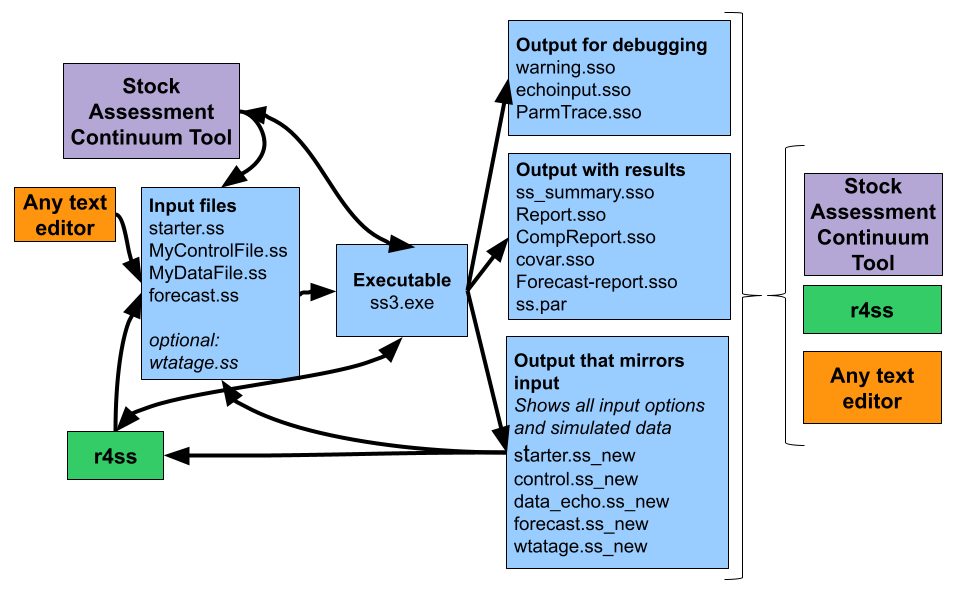 Stock
Assessment
Continuum Tool
Any text
editor
Input files
starter.ss
MyControlFile.ss
MyDataFile.ss
forecast.ss
optional:
wtatage.ss
r4ss
Executable
ss3.exe
Output for debugging
warning.sso
echoinput.sso
ParmTrace.sso
Output with results
ss_summary.sso
Report.sso
CompReport.sso
covar.sso
Forecast-report.sso
ss.par
Output that mirrors
input
Shows all input options
and simulated data
starter.ss_new
control.ss_new
data_echo.ss_new
forecast.ss_new
wtatage.ss_new
Stock
Assessment
Continuum
Tool
r4ss
Any text
editor